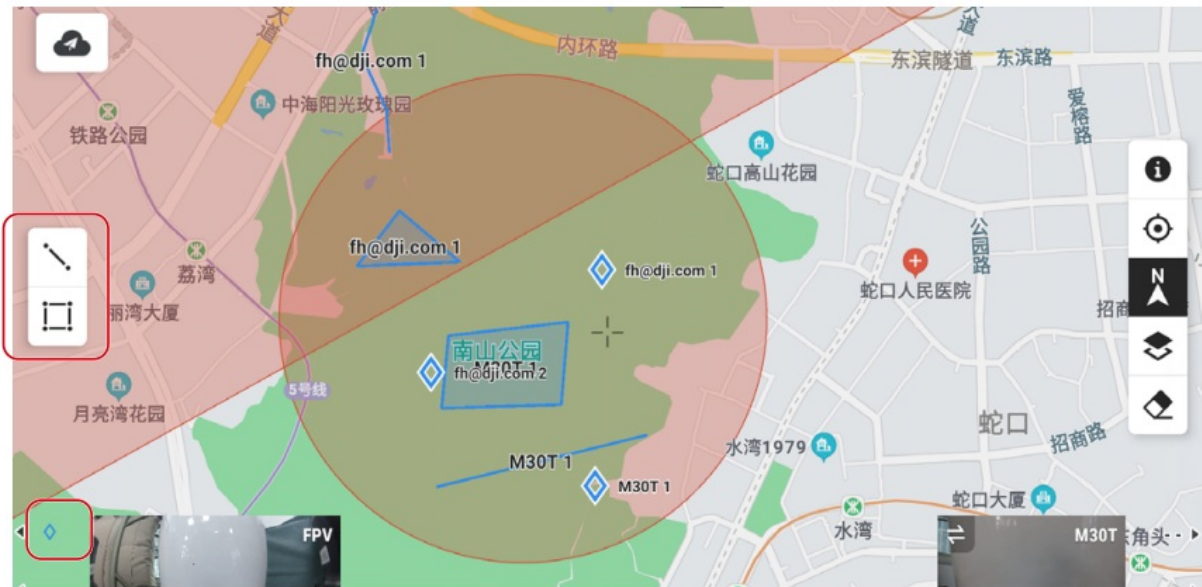 大道
大道
fh@dji.com 1
内环路
东滨隧道
东滨路
中海阳光玫瑰园
爱榕路
铁路公园
蛇口高山花园
fh@dji.com 1
fh@dji.com 1
公园路
荔湾
蛇口人民医院
丽湾大厦
招商
N
南山公园
M30T 1
fh@dji.com 2
5号线
月亮湾花园
蛇口
招商路
水湾1979
M30T 1
M30T 1
蛇口大厦
FPV
水湾
M30T
东角头